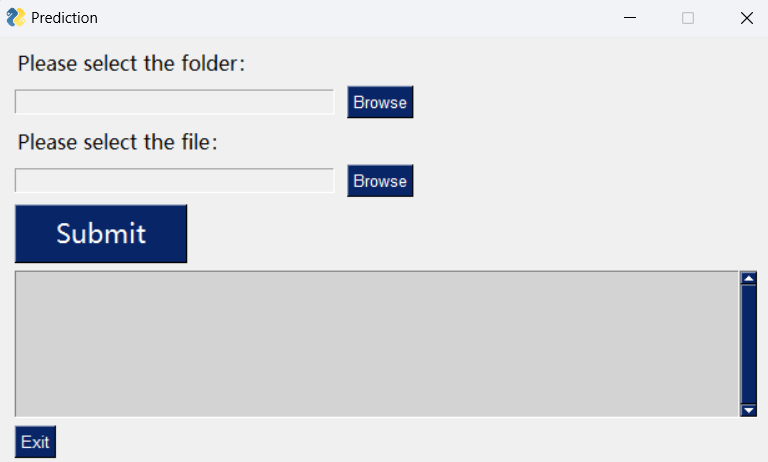 Prediction
Please select the folder:
Browse
Please select the file:
Browse
Submit
Exit